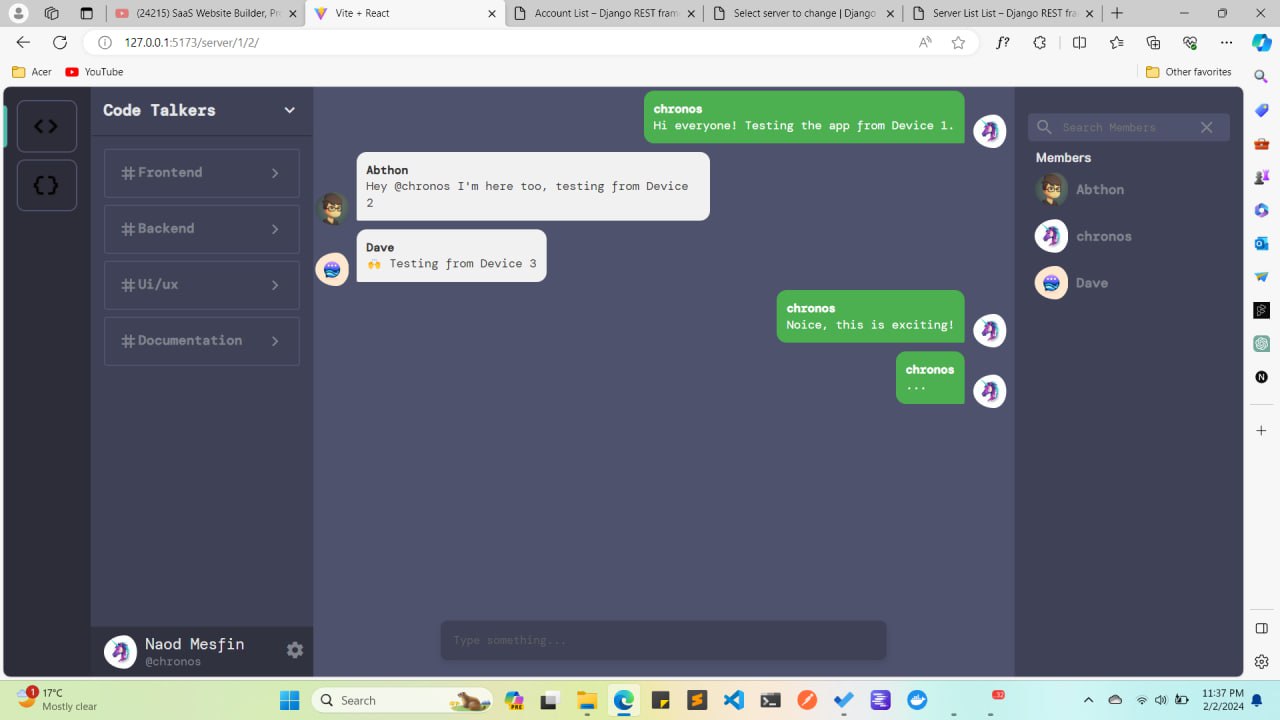 (24215) SaaS Website Builder, Pr
Vite + React
Account List – Django REST fram
Select server to change | Django
Server List List – Django REST fra
127.0.0.1:5173/server/1/2/
Acer
YouTube
Other favorites
Code Talkers
#Frontend
#Backend
#Ui/ux
#Documentation
Naod Mesfin
@chronos
chronos
Hi everyone! Testing the app from Device 1.
Abthon
Hey @chronos I'm here too, testing from Device
2
Dave
🙌 Testing from Device 3
chronos
Noice, this is exciting!
chronos
...
Type something...
Search Members
Members
Abthon
chronos
Dave
1
17°C
Mostly clear
Search
PRE
32
11:37 PM
2/2/2024